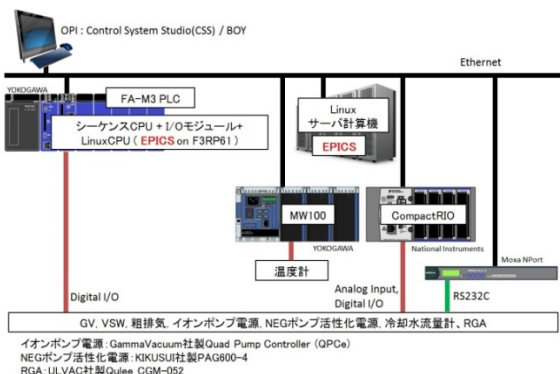 OPI : Control System Studio(CSS) / BOY
Ethernet
YOKOGAWA
FA-M3 PLC
シーケンスCPU + I/Oモジュール+
LinuxCPU ( EPICS on F3RP61 )
Linux
サーバ計算機
EPICS
MW100
YOKOGAWA
CompactRIO
National Instruments
Moxa NPort
温度計
Digital I/O
Analog Input,
Digital I/O
RS232C
GV, VSW, 粗排気, イオンポンプ電源, NEGポンプ活性化電源, 冷却水流量計、RGA
イオンポンプ電源：GammaVacuum社製Quad Pump Controller (QPCe)
NEGポンプ活性化電源：KIKUSUI社製PAG600-4
RGA：ULVAC社製Qulee CGM-052